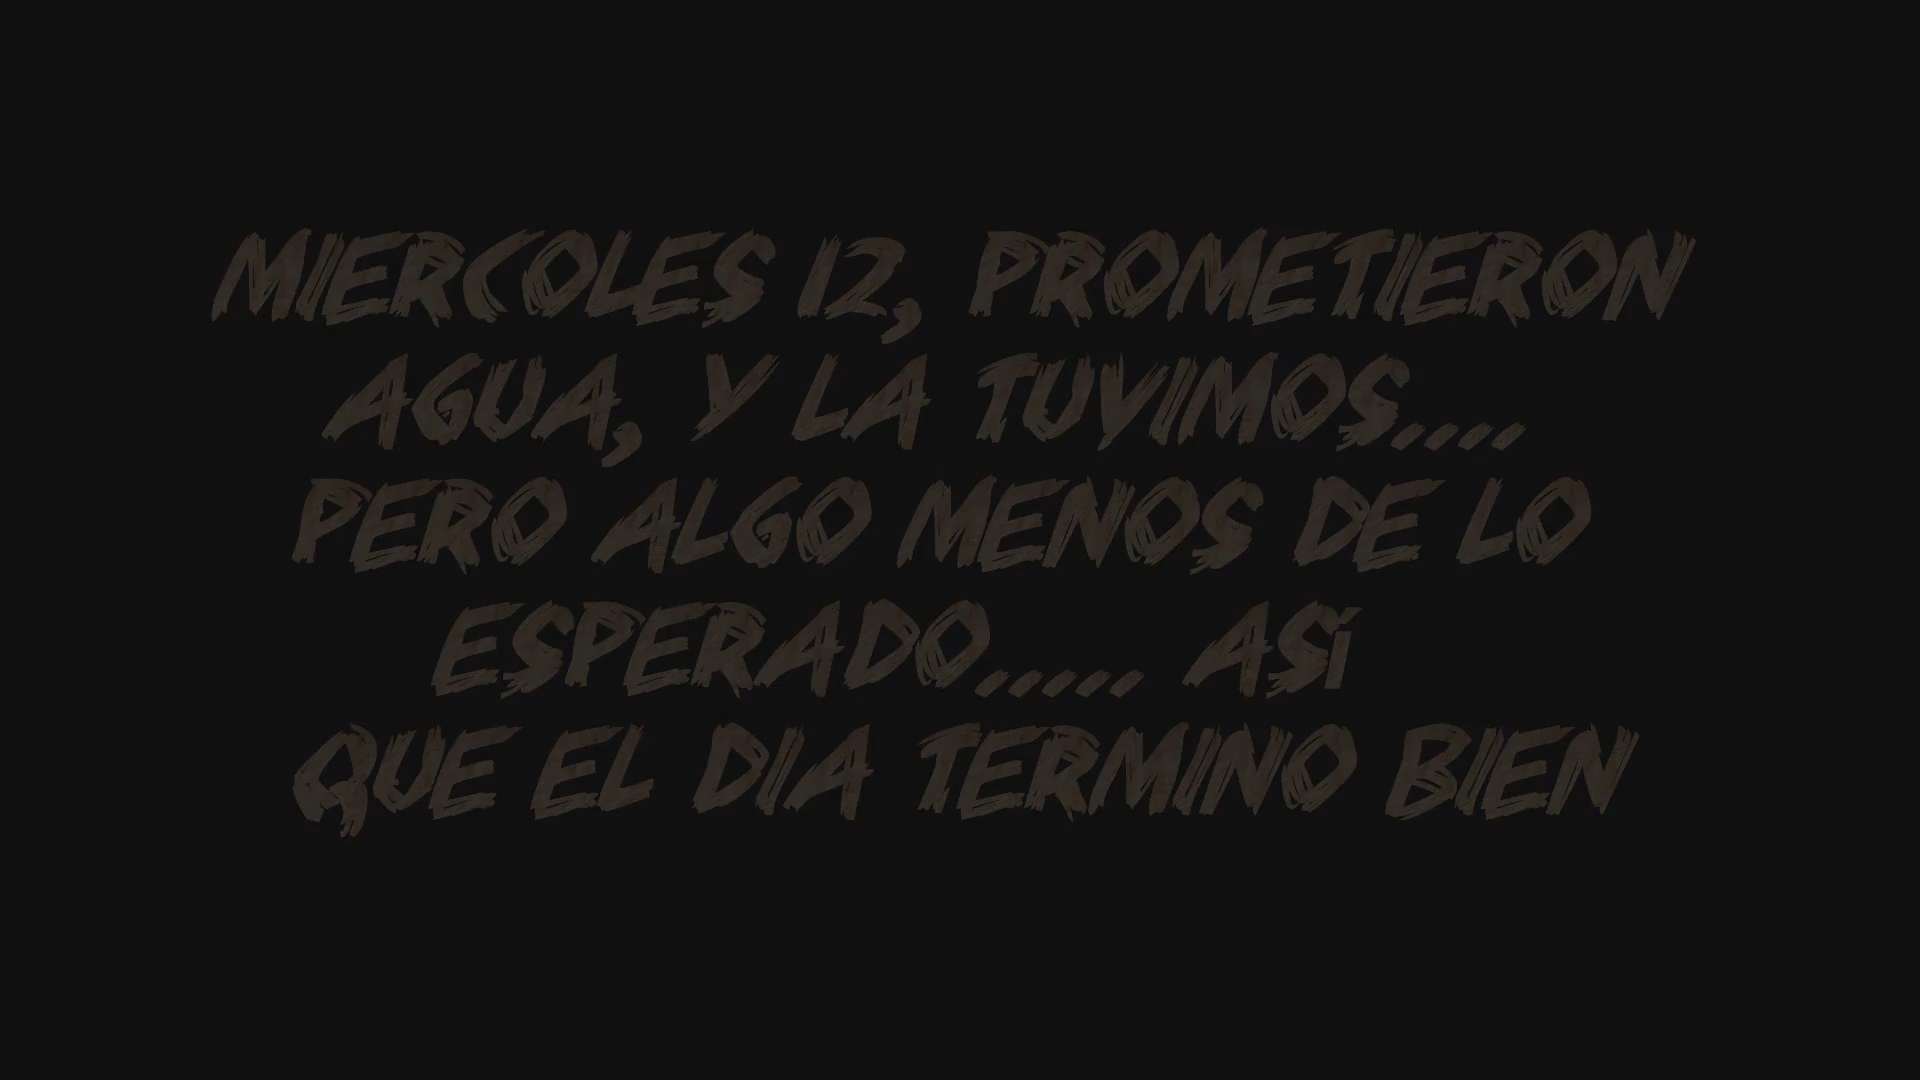 MIERCOLES 12, PROMETIERON
AGUA, Y LA TUVIMOS....
PERO ALGO MENOS DE LO
ESPERADO..... ASÍ
QUE EL DIA TERMINO BIEN